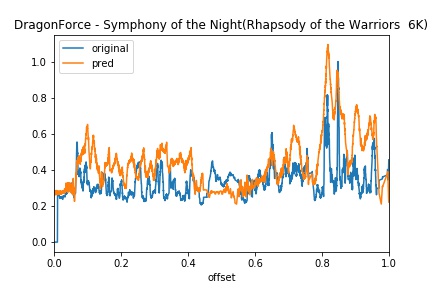 DragonForce - Symphony of the Night(Rhapsody of the Warriors  6K)
original
pred
1.0
0.8
0.6
0.4
0.2
0.0
0.0 0.2 0.4 0.6 0.8 1.0
offset